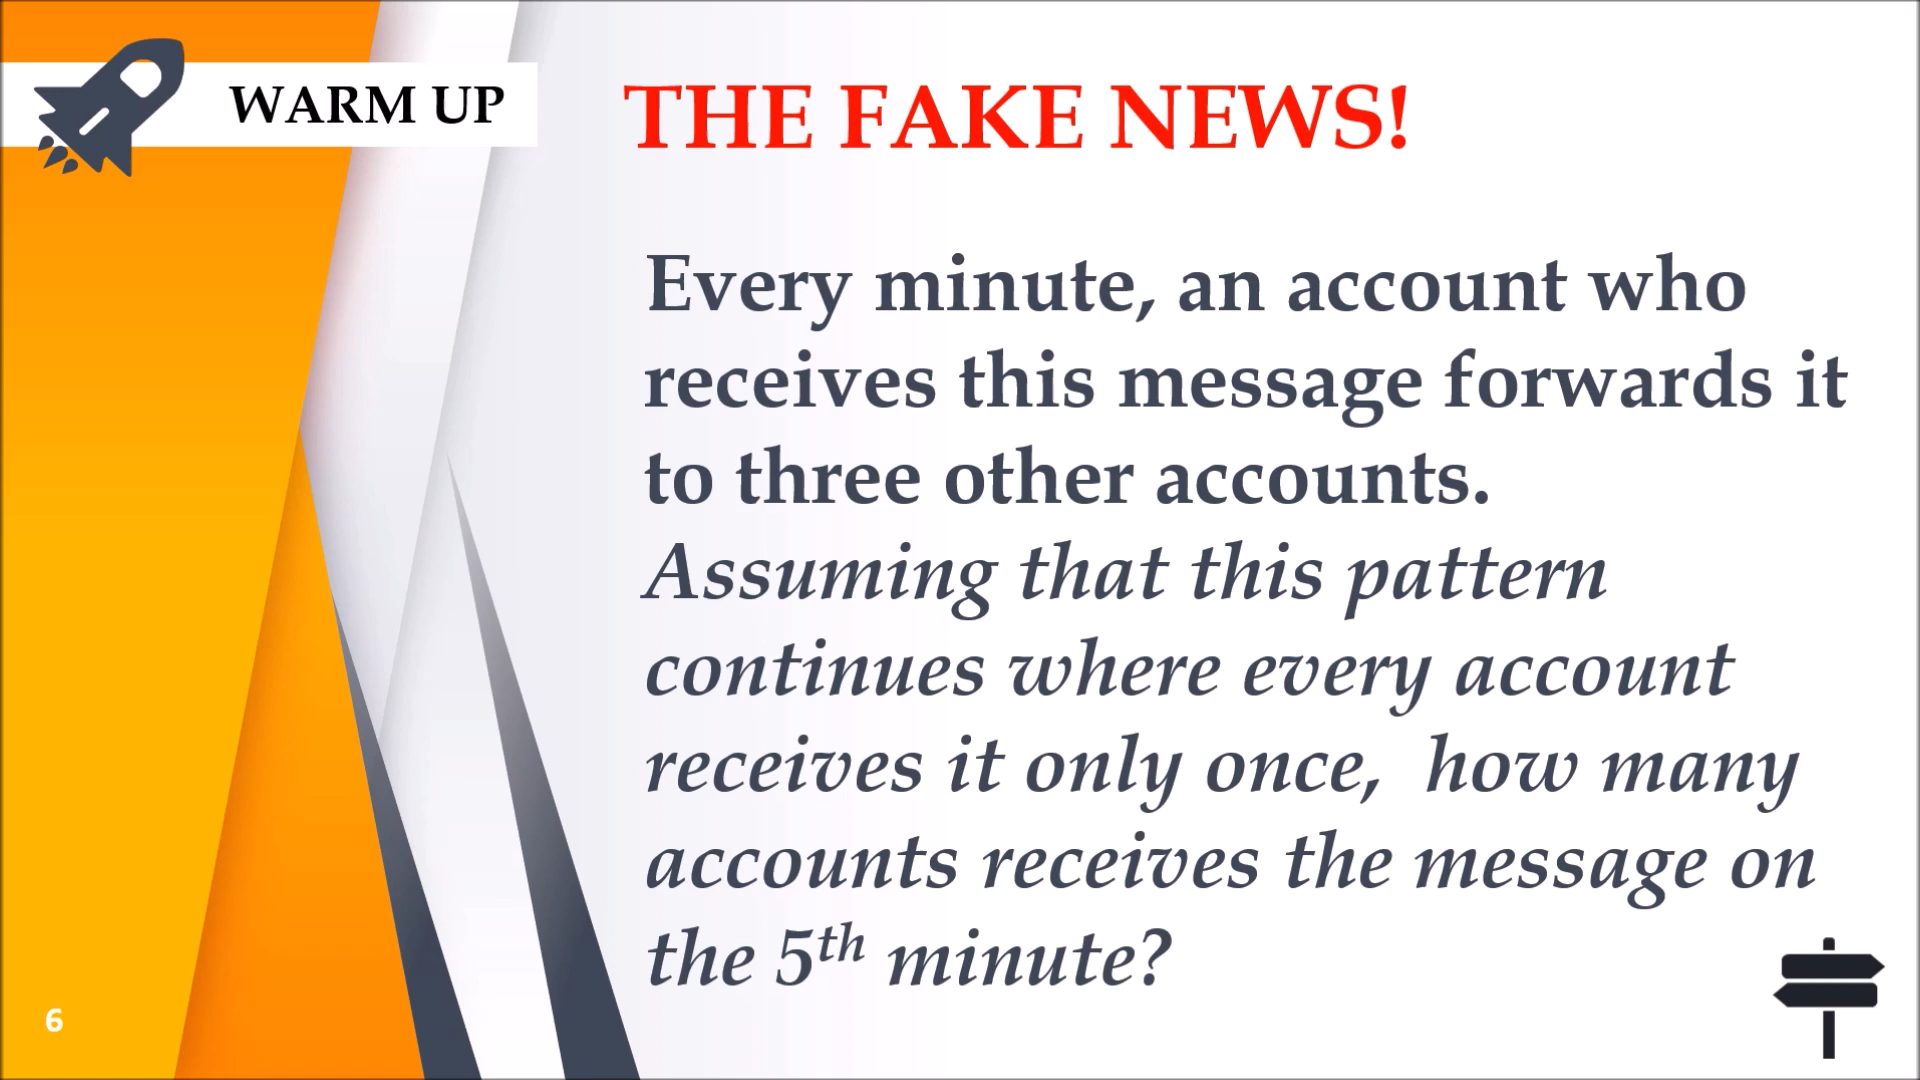 WARM UP
THE FAKE NEWS!
Every minute, an account who
receives this message forwards it
to three other accounts.
Assuming that this pattern
continues where every account
receives it only once,  how many
accounts receives the message on
the 5th minute?
6